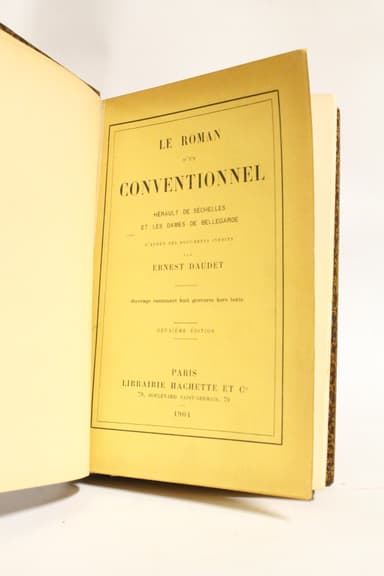 LE ROMAN
D'UN
CONVENTIONNEL
HÉRAULT DE SÉCHELLES
ET LES DAMES DE BELLEGARDE
D'APRÈS DES DOCUMENTS INÉDITS
PAR
ERNEST DAUDET
Ouvrage contenant huit gravures hors texte
DEUXIÈME ÉDITION
PARIS
LIBRAIRIE HACHETTE ET Cie
79, BOULEVARD SAINT-GERMAIN, 79
1904